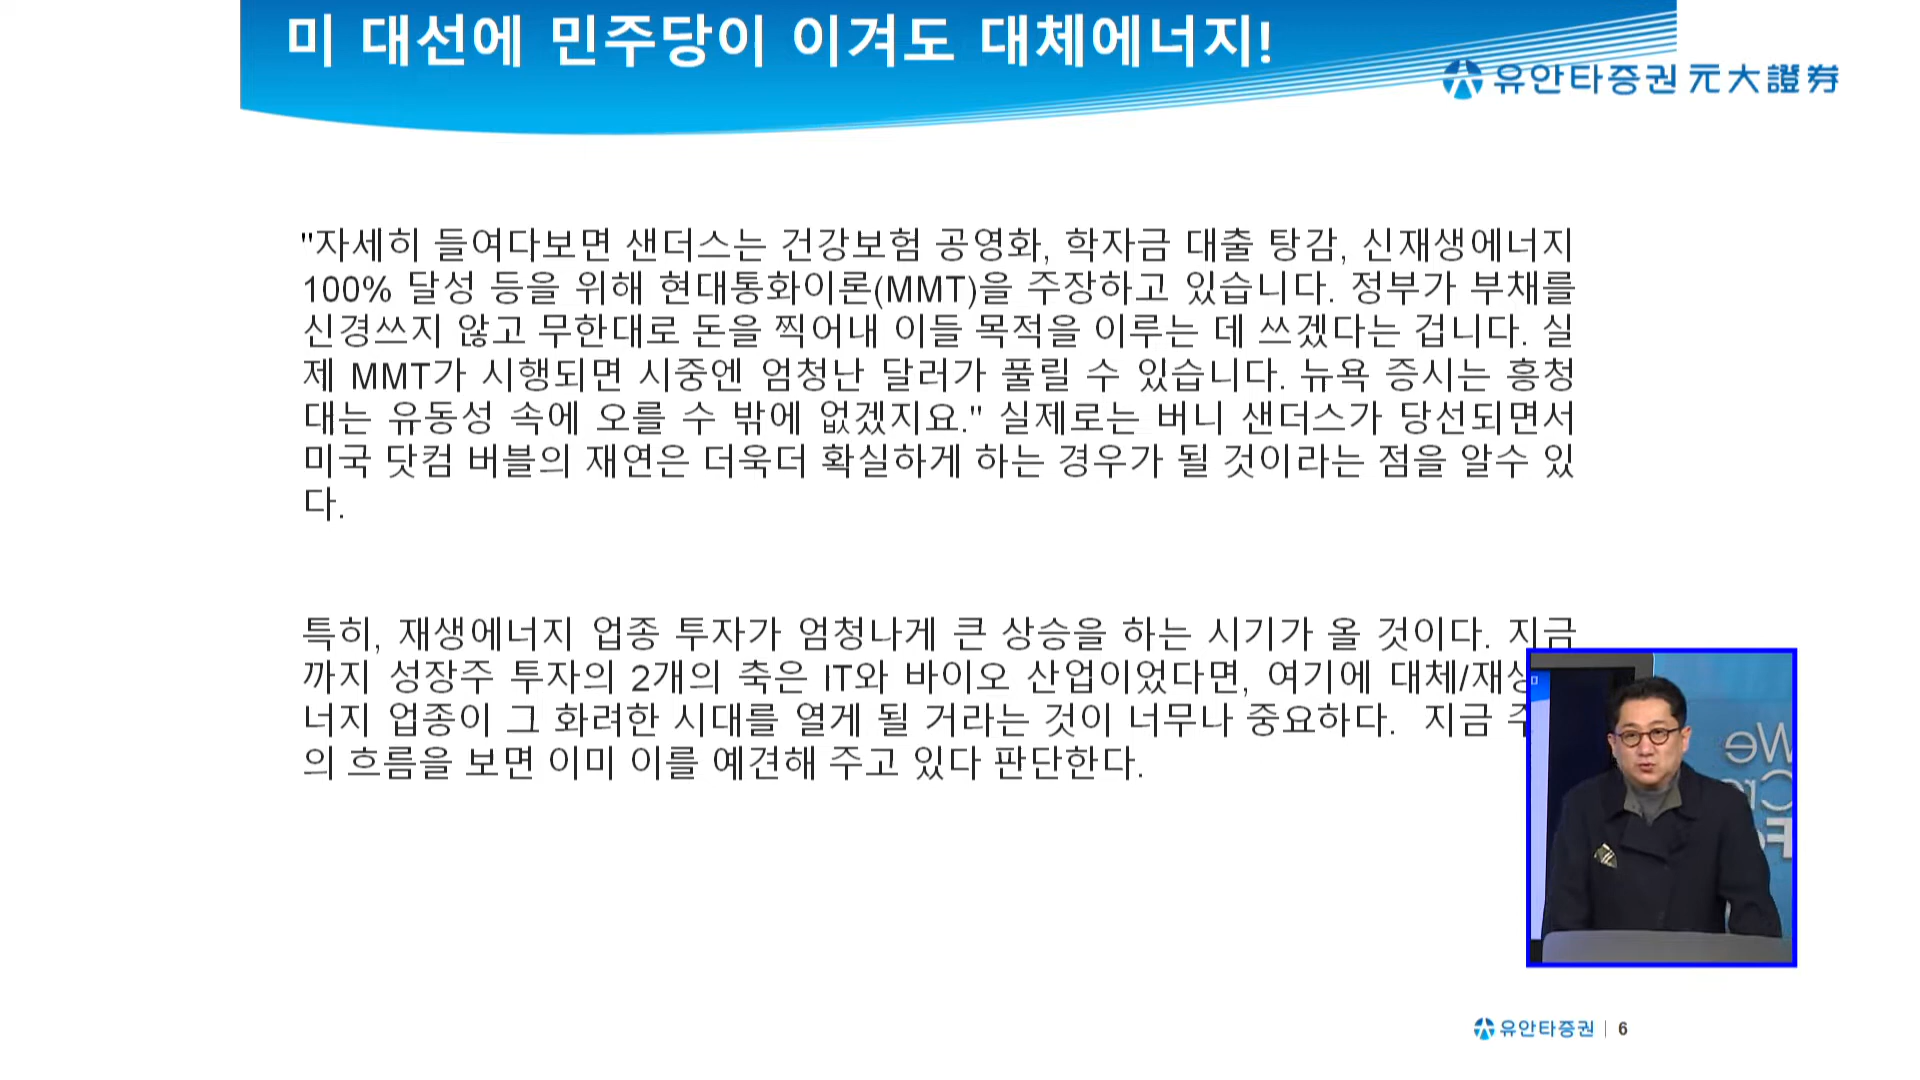 미 대선에 민주당이 이겨도 대체에너지!
유안타증권 元大證券
"자세히 들여다보면 샌더스는 건강보험 공영화, 학자금 대출 탕감, 신재생에너지
100% 달성 등을 위해 현대통화이론(MMT)을 주장하고 있습니다. 정부가 부채를
신경쓰지 않고 무한대로 돈을 찍어내 이들 목적을 이루는 데 쓰겠다는 겁니다. 실
제 MMT가 시행되면 시중엔 엄청난 달러가 풀릴 수 있습니다. 뉴욕 증시는 흥청
대는 유동성 속에 오를 수 밖에 없겠지요." 실제로는 버니 샌더스가 당선되면서
미국 닷컴 버블의 재연은 더욱더 확실하게 하는 경우가 될 것이라는 점을 알수 있
다.
특히, 재생에너지 업종 투자가 엄청나게 큰 상승을 하는 시기가 올 것이다. 지금
까지 성장주 투자의 2개의 축은 IT와 바이오 산업이었다면, 여기에 대체/재생
너지 업종이 그 화려한 시대를 열게 될 거라는 것이 너무나 중요하다. 지금
의 흐름을 보면 이미 이를 예견해 주고 있다 판단한다.
We
유안타증권 | 6